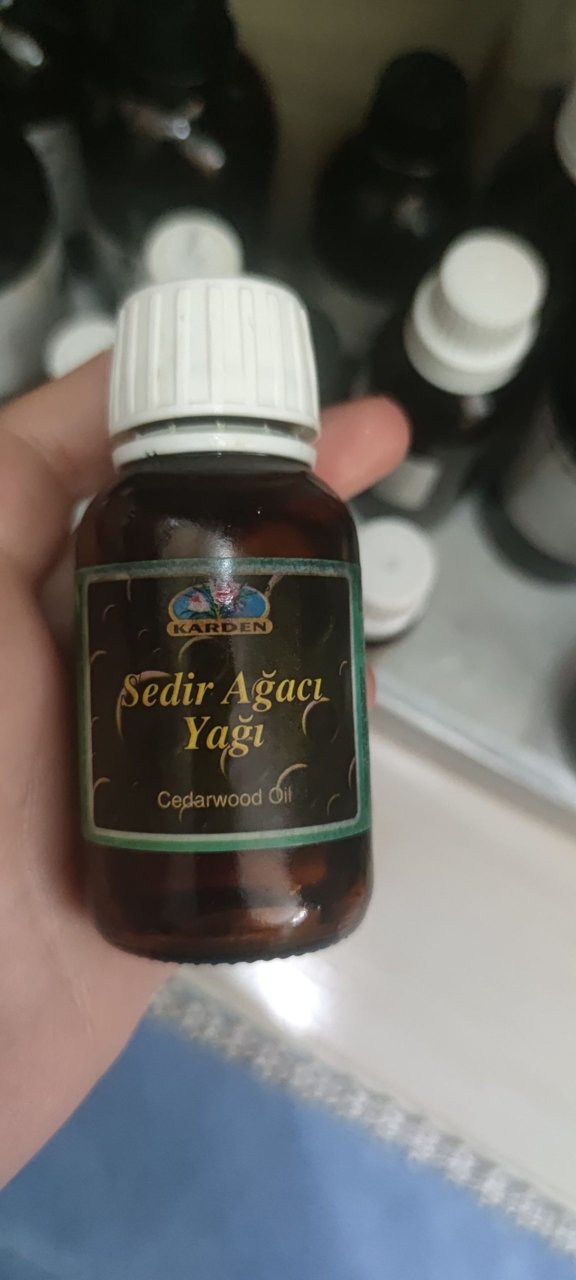 KARDEN
Sedir Ağacı
Yağı
Cedarwood Oil